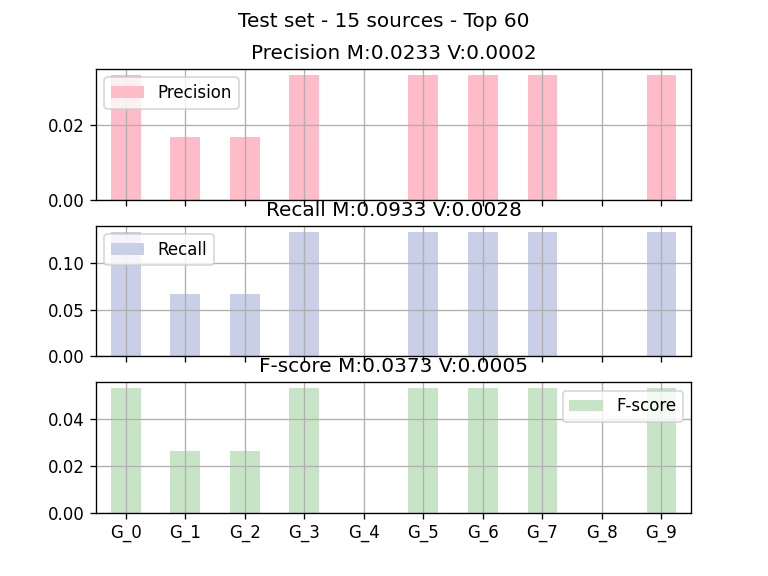 Test set - 15 sources - Top 60
Precision M:0.0233 V:0.0002
Precision
0.02
0.00
Recall M:0.0933 V:0.0028
Recall
0.10
0.05
0.00
F-score M:0.0373 V:0.0005
F-score
0.04
0.02
0.00
G_0 G_1 G_2 G_3 G_4 G_5 G_6 G_7 G_8 G_9